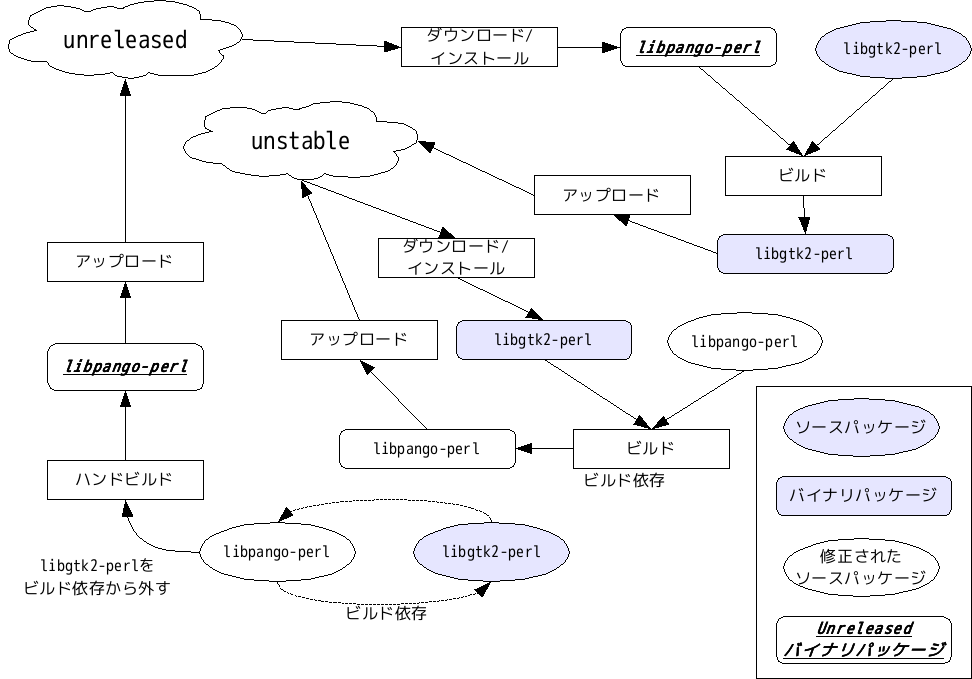 unreleased
ダウンロード/
インストール
libpango-perl
libgtk2-perl
unstable
ビルド
アップロード
libgtk2-perl
アップロード
ダウンロード/
インストール
アップロード
libgtk2-perl
libpango-perl
libpango-perl
ソースパッケージ
libpango-perl
ビルド
ビルド依存
ハンドビルド
バイナリパッケージ
libpango-perl
libgtk2-perl
libgtk2-perlを
ビルド依存から外す
修正された
ソースパッケージ
ビルド依存
Unreleased
バイナリパッケージ